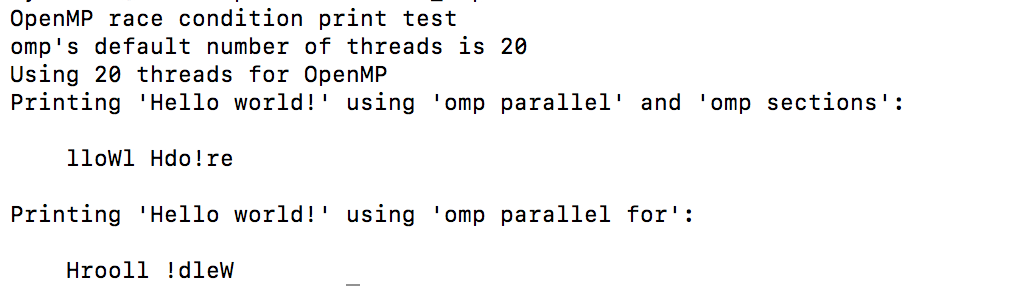 OpenMP race condition print test
omp's default number of threads is 20
Using 20 threads for OpenMP
Printing 'Hello world!' using 'omp parallel' and 'omp sections':
lloWl Hdo!re
Printing 'Hello world!' using 'omp parallel for':
Hrooll !dleW